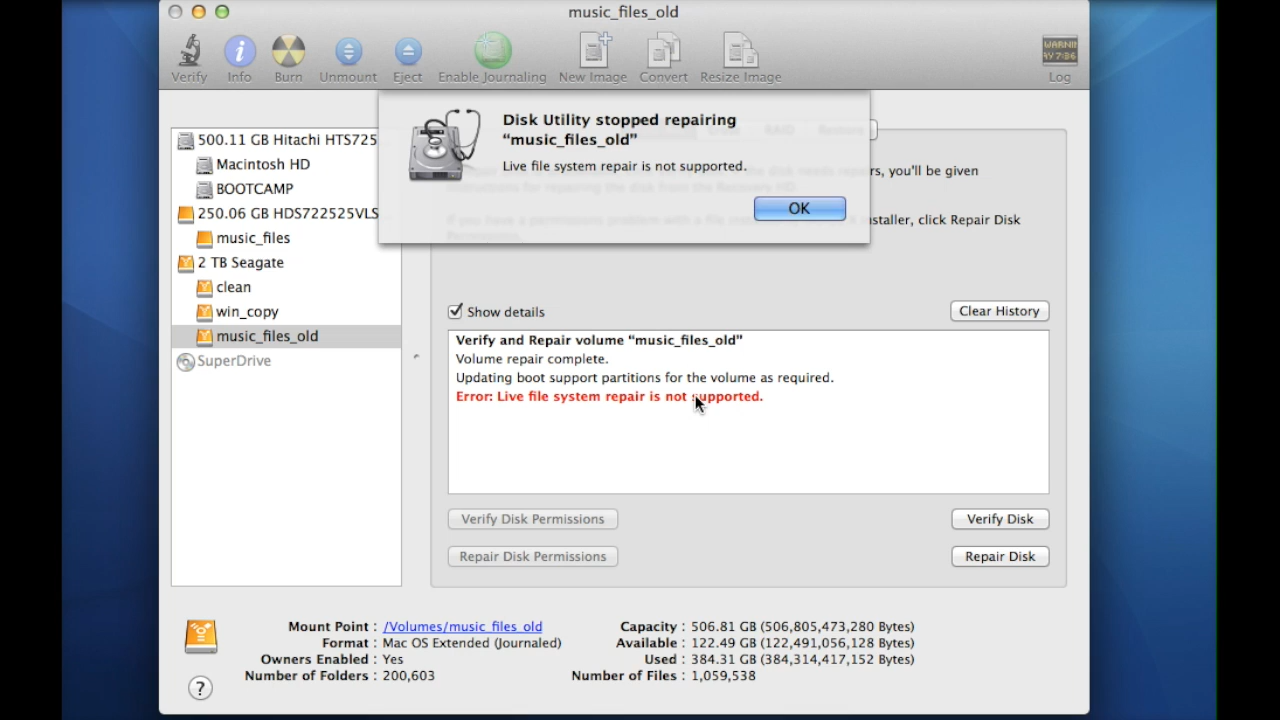 music_files_old
Verify Info Burn Unmount Eject Enable Journaling New Image Convert Resize Image Log
WARNI
Disk Utility stopped repairing
“music_files_old”
Live file system repair is not supported.
OK
500.11 GB Hitachi HTS725
Macintosh HD
BOOTCAMP
250.06 GB HDS722525VLS
music_files
2 TB Seagate
clean
win_copy
music_files_old
SuperDrive
rs, you'll be given
staller, click Repair Disk
Show details
Clear History
Verify and Repair volume “music_files_old”
Volume repair complete.
Updating boot support partitions for the volume as required.
Error: Live file system repair is not supported.
Verify Disk Permissions
Verify Disk
Repair Disk Permissions
Repair Disk
Mount Point : /Volumes/music_files_old
Format : Mac OS Extended (Journaled)
Owners Enabled : Yes
Number of Folders : 200,603
Capacity : 506.81 GB (506,805,473,280 Bytes)
Available : 122.49 GB (122,491,056,128 Bytes)
Used : 384.31 GB (384,314,417,152 Bytes)
Number of Files : 1,059,538
?